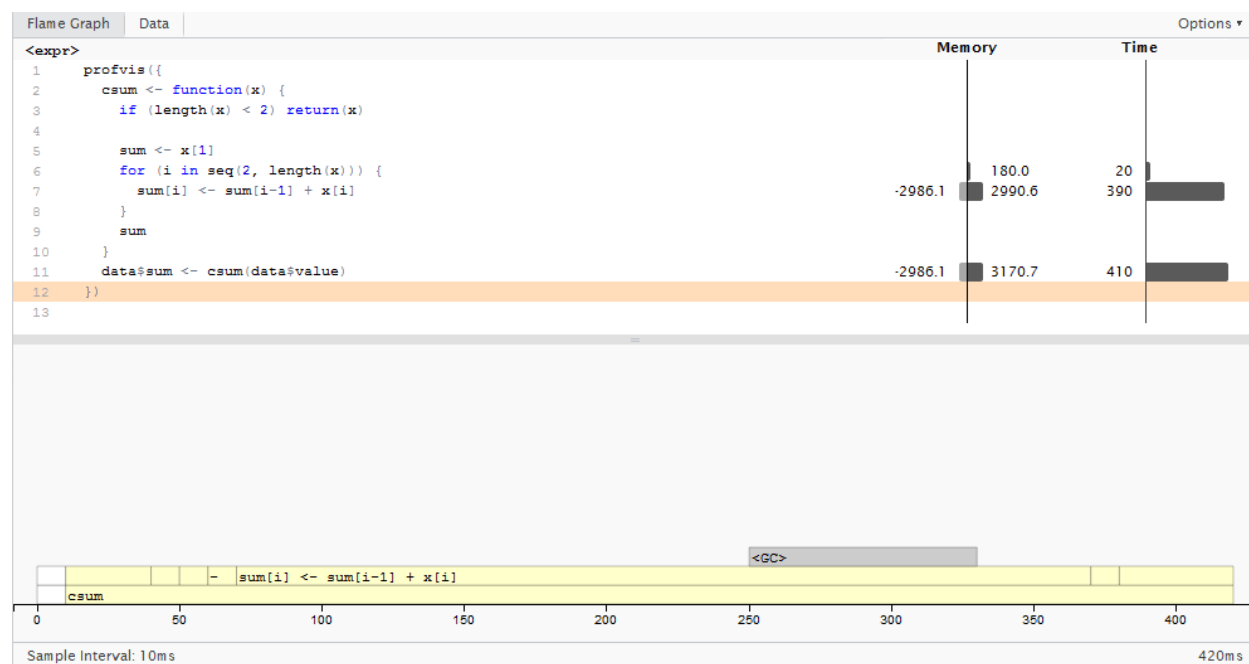 Flame Graph Data Options ▾
<expr> Memory Time
1 profvis({
2 csum <- function(x) {
3 if (length(x) < 2) return(x)
4
5 sum <- x[1]
6 for (i in seq(2, length(x))) { 180.0 20
7 sum[i] <- sum[i-1] + x[i] -2986.1 2990.6 390
8 }
9 sum
10 }
11 data$sum <- csum(data$value) -2986.1 3170.7 410
12 })
13
<GC>
- sum[i] <- sum[i-1] + x[i]
csum
0 50 100 150 200 250 300 350 400
Sample Interval: 10ms 420ms